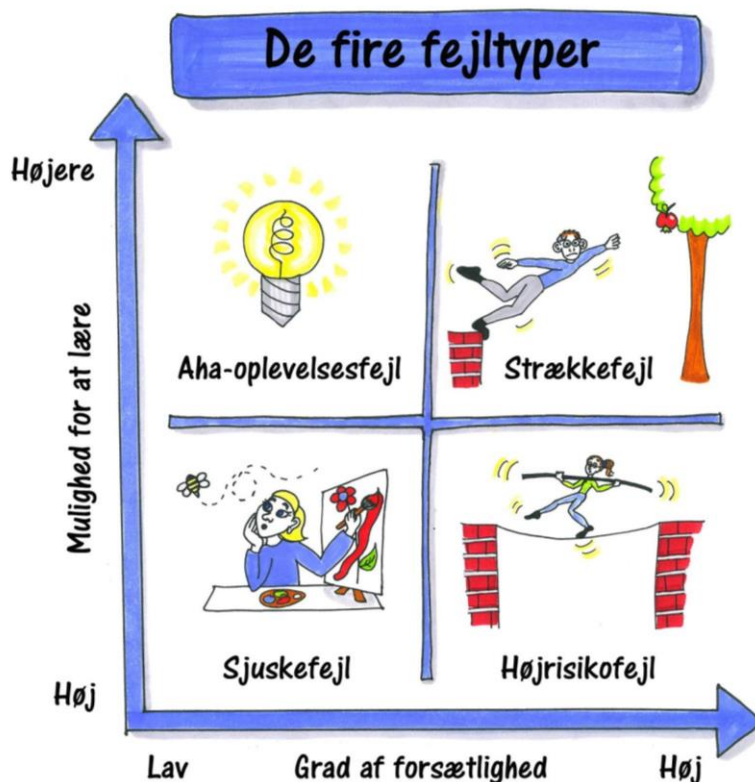 De fire fejltyper
Højere
Aha-oplevelsesfejl
Strækkefejl
Mulighed for at lære
Sjuskefejl
Højrisikofejl
Høj
Lav
Grad af forsætlighed
Høj